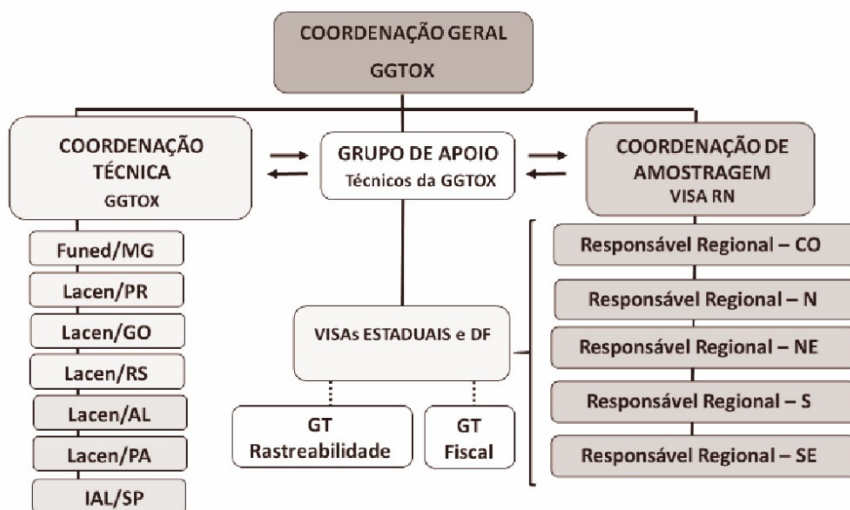 COORDENAÇÃO GERAL
GGTOX
COORDENAÇÃO
TÉCNICA
GGTOX
GRUPO DE APOIO
Técnicos da GGTOX
COORDENAÇÃO DE
AMOSTRAGEM
VISA RN
Funed/MG
Lacen/PR
Lacen/GO
Lacen/RS
Lacen/AL
Lacen/PA
IAL/SP
VISAs ESTADUAIS e DF
GT
Rastreabilidade
GT
Fiscal
Responsável Regional – CO
Responsável Regional – N
Responsável Regional – NE
Responsável Regional – S
Responsável Regional – SE